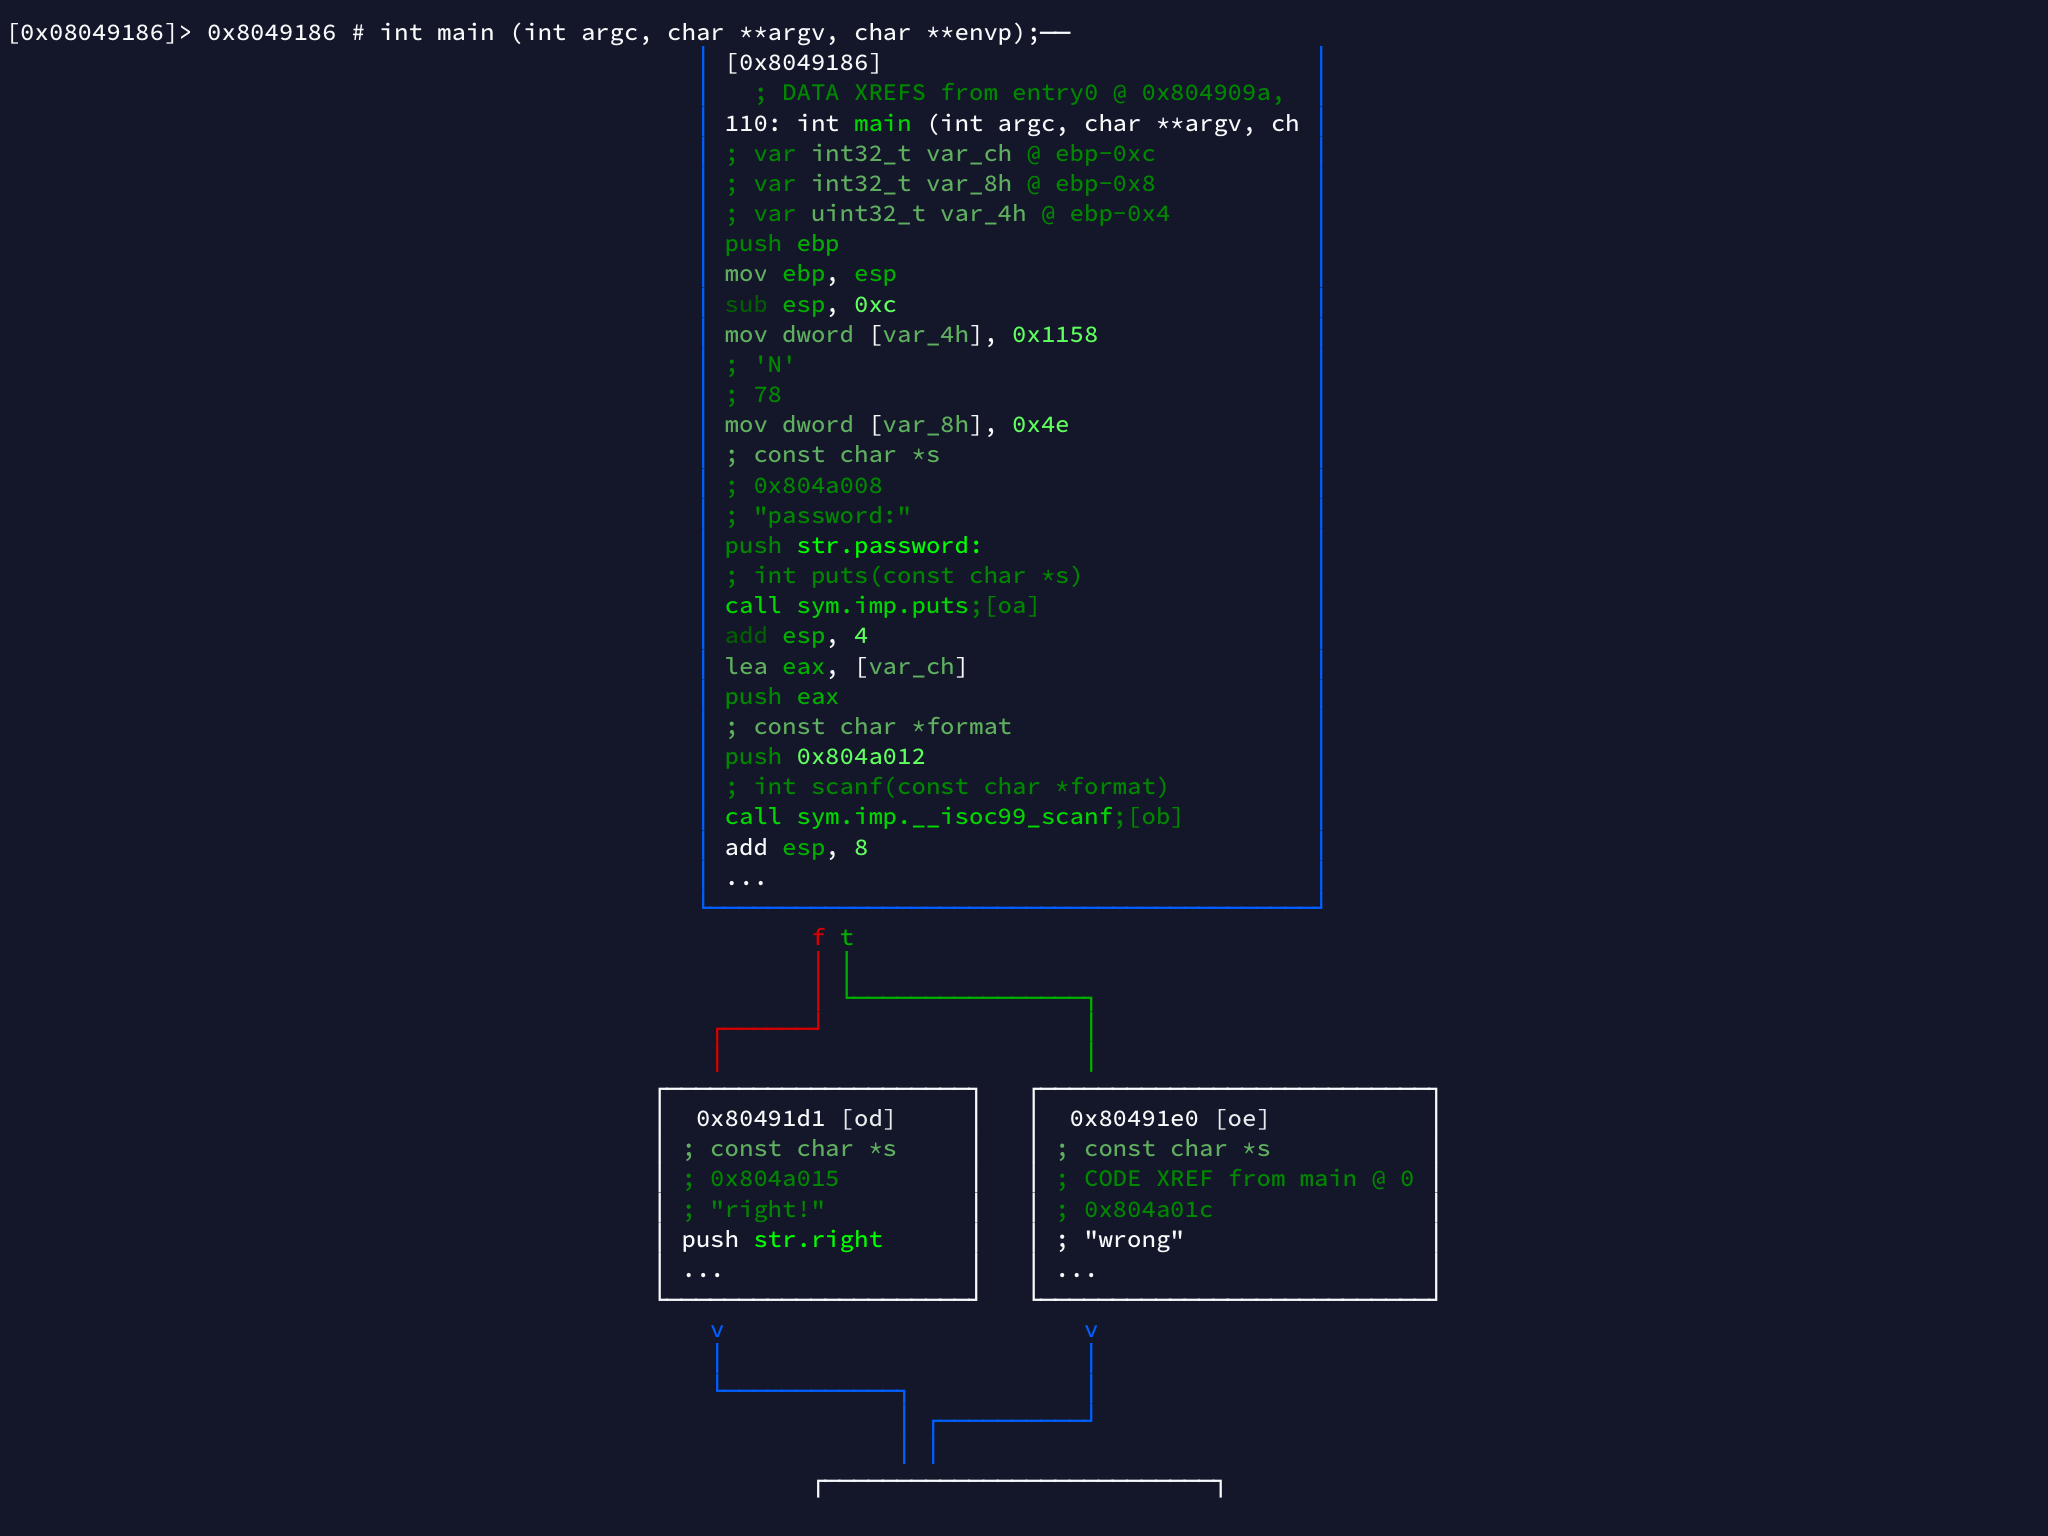 [0x08049186]> 0x8049186 # int main (int argc, char **argv, char **envp);──
[0x8049186]
; DATA XREFS from entry0 @ 0x804909a,
110: int main (int argc, char **argv, ch
; var int32_t var_ch @ ebp-0xc
; var int32_t var_8h @ ebp-0x8
; var uint32_t var_4h @ ebp-0x4
push ebp
mov ebp, esp
sub esp, 0xc
mov dword [var_4h], 0x1158
; 'N'
; 78
mov dword [var_8h], 0x4e
; const char *s
; 0x804a008
; "password:"
push str.password:
; int puts(const char *s)
call sym.imp.puts;[oa]
add esp, 4
lea eax, [var_ch]
push eax
; const char *format
push 0x804a012
; int scanf(const char *format)
call sym.imp.__isoc99_scanf;[ob]
add esp, 8
...
f t
0x80491d1 [od]
; const char *s
; 0x804a015
; "right!"
push str.right
...
0x80491e0 [oe]
; const char *s
; CODE XREF from main @ 0
; 0x804a01c
; "wrong"
...
v v